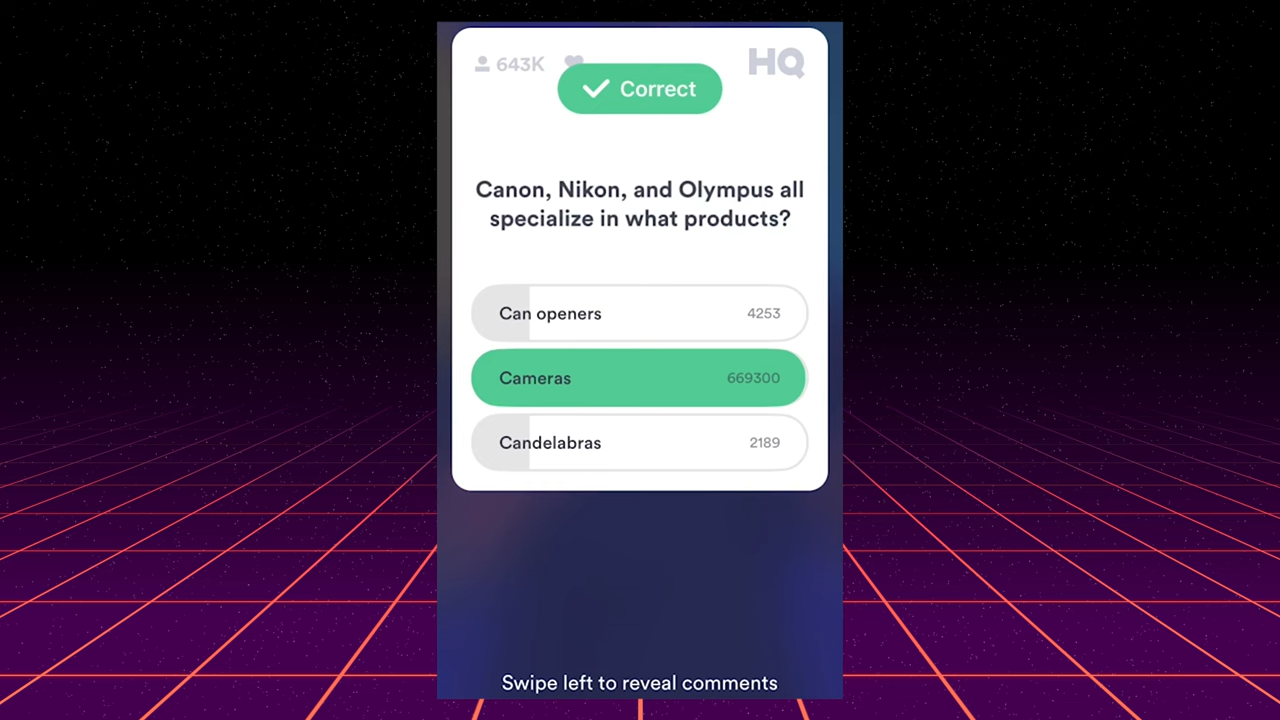 643K
HQ
Correct
Canon, Nikon, and Olympus all
specialize in what products?
Can openers 4253
Cameras 669300
Candelabras 2189
Swipe left to reveal comments